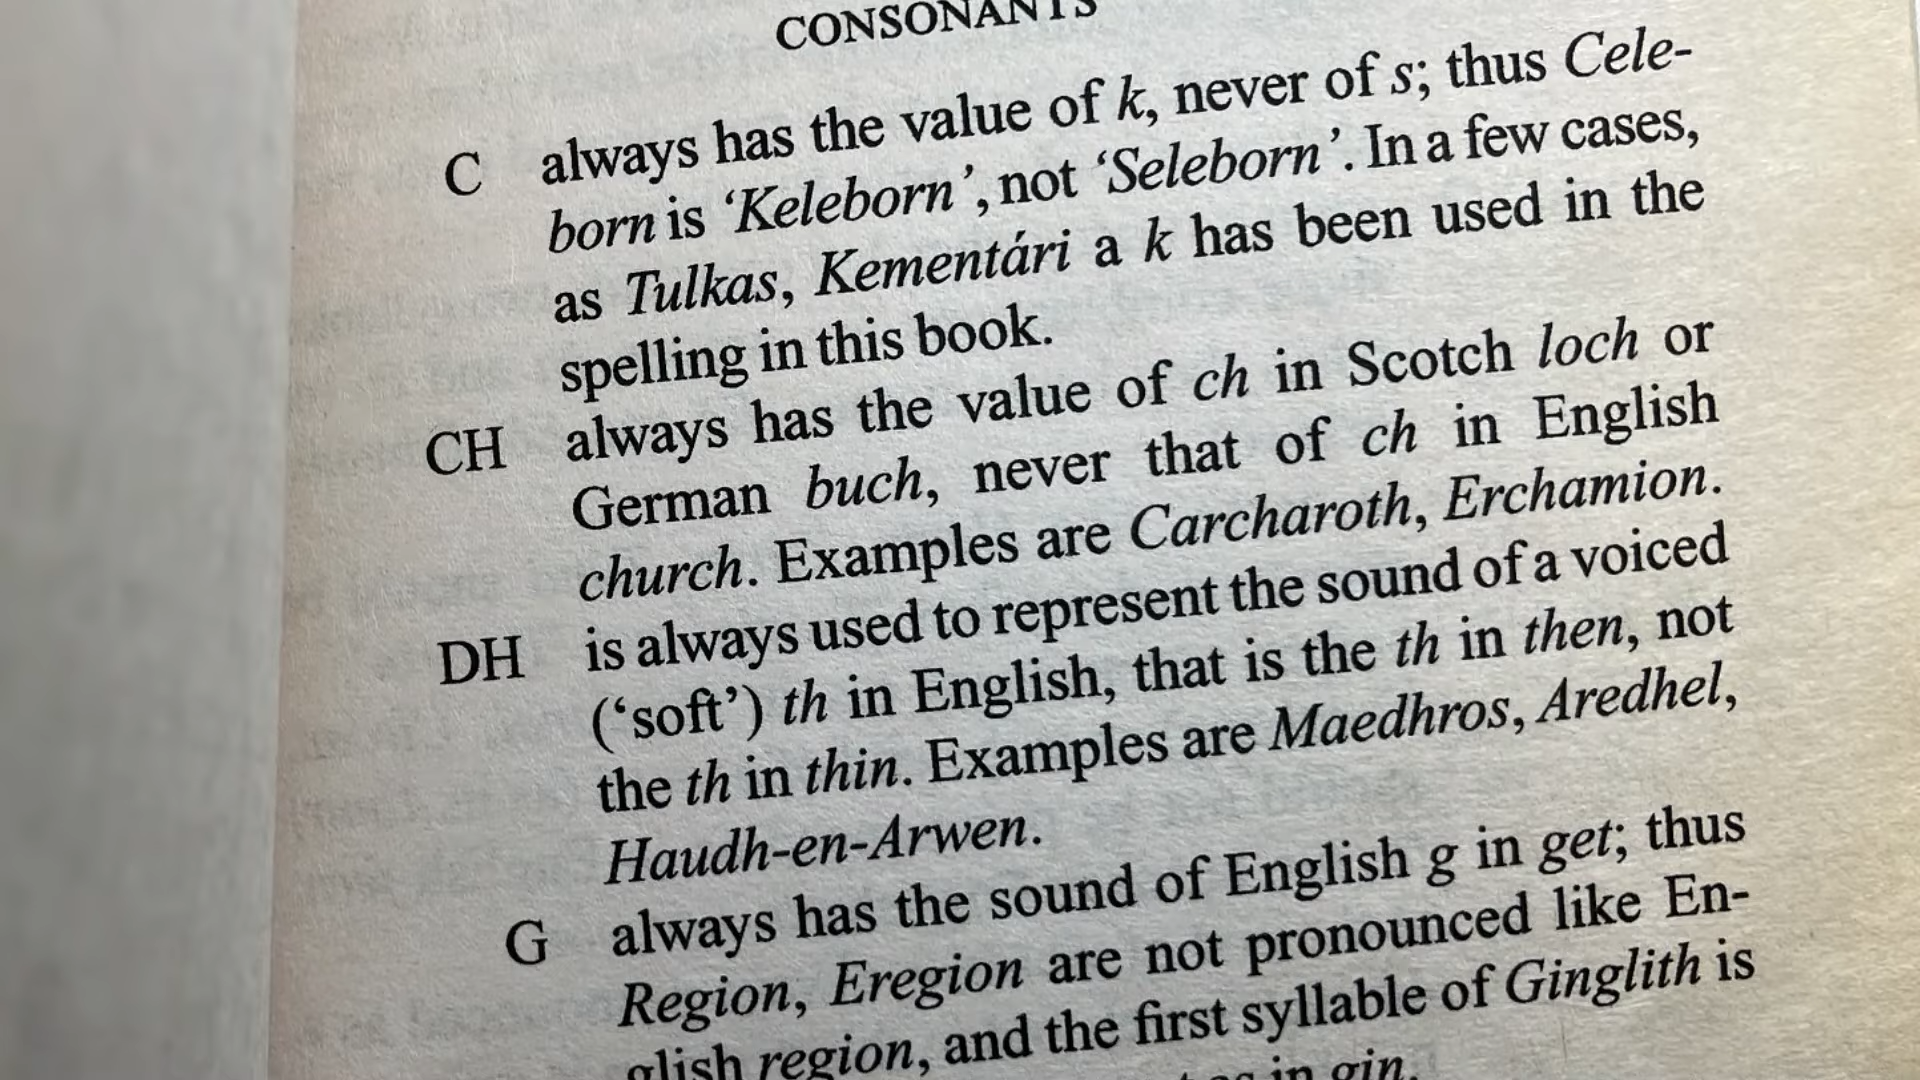 CONSONANTS
C always has the value of k, never of s; thus Cele-
born is ‘Keleborn’, not ‘Seleborn’. In a few cases,
as Tulkas, Kementári a k has been used in the
spelling in this book.
CH always has the value of ch in Scotch loch or
German buch, never that of ch in English
church. Examples are Carcharoth, Erchamion.
DH is always used to represent the sound of a voiced
(‘soft’) th in English, that is the th in then, not
the th in thin. Examples are Maedhros, Aredhel,
Haudh-en-Arwen.
G always has the sound of English g in get; thus
Region, Eregion are not pronounced like En-
glish region, and the first syllable of Ginglith is
as in gin.